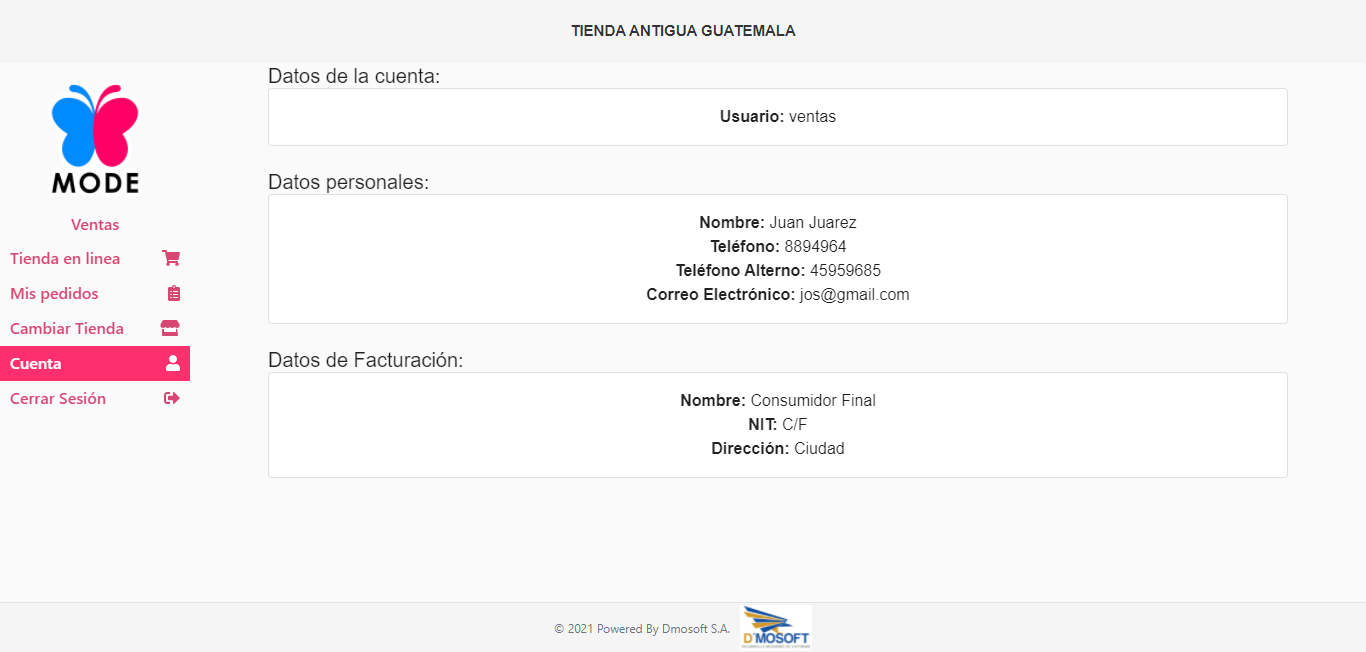 TIENDA ANTIGUA GUATEMALA
MODE
Ventas
Tienda en linea
Mis pedidos
Cambiar Tienda
Cuenta
Cerrar Sesión
Datos de la cuenta:
Usuario: ventas
Datos personales:
Nombre: Juan Juarez
Teléfono: 8894964
Teléfono Alterno: 45959685
Correo Electrónico: jos@gmail.com
Datos de Facturación:
Nombre: Consumidor Final
NIT: C/F
Dirección: Ciudad
© 2021 Powered By Dmosoft S.A.
D'MOSOFT